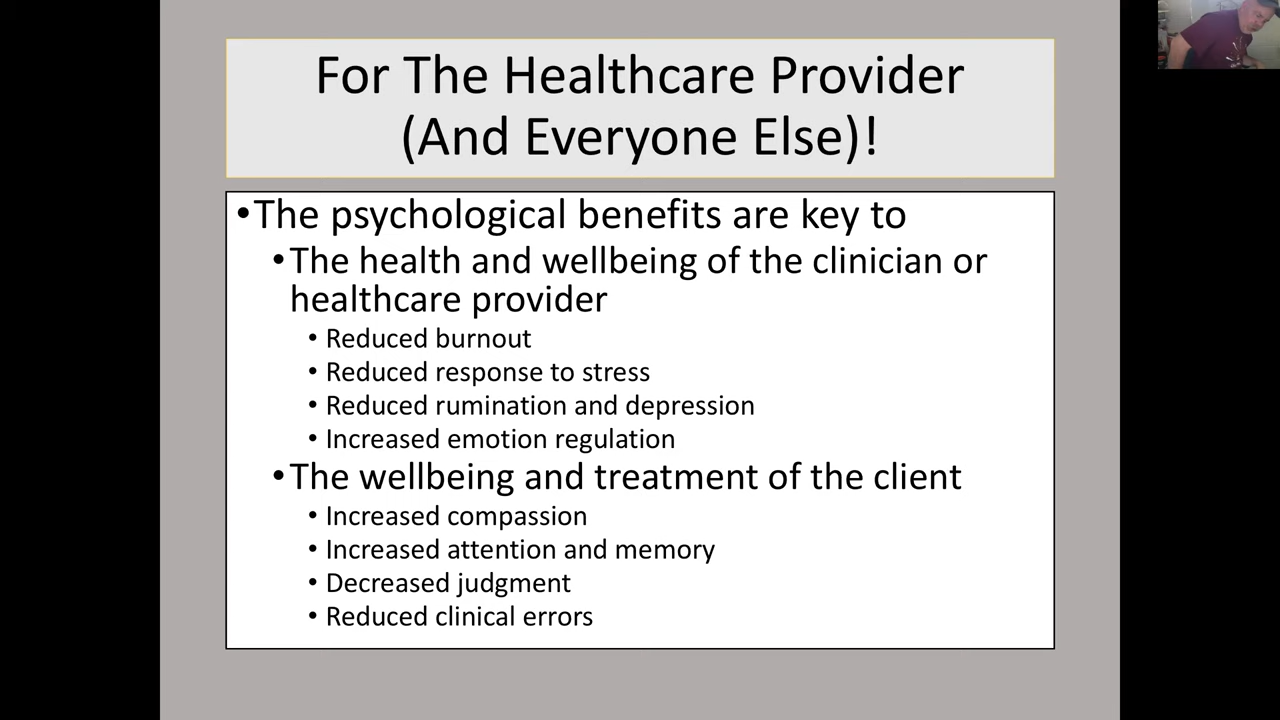 For The Healthcare Provider
(And Everyone Else)!
•The psychological benefits are key to
•The health and wellbeing of the clinician or
healthcare provider
• Reduced burnout
• Reduced response to stress
• Reduced rumination and depression
• Increased emotion regulation
•The wellbeing and treatment of the client
• Increased compassion
• Increased attention and memory
• Decreased judgment
• Reduced clinical errors